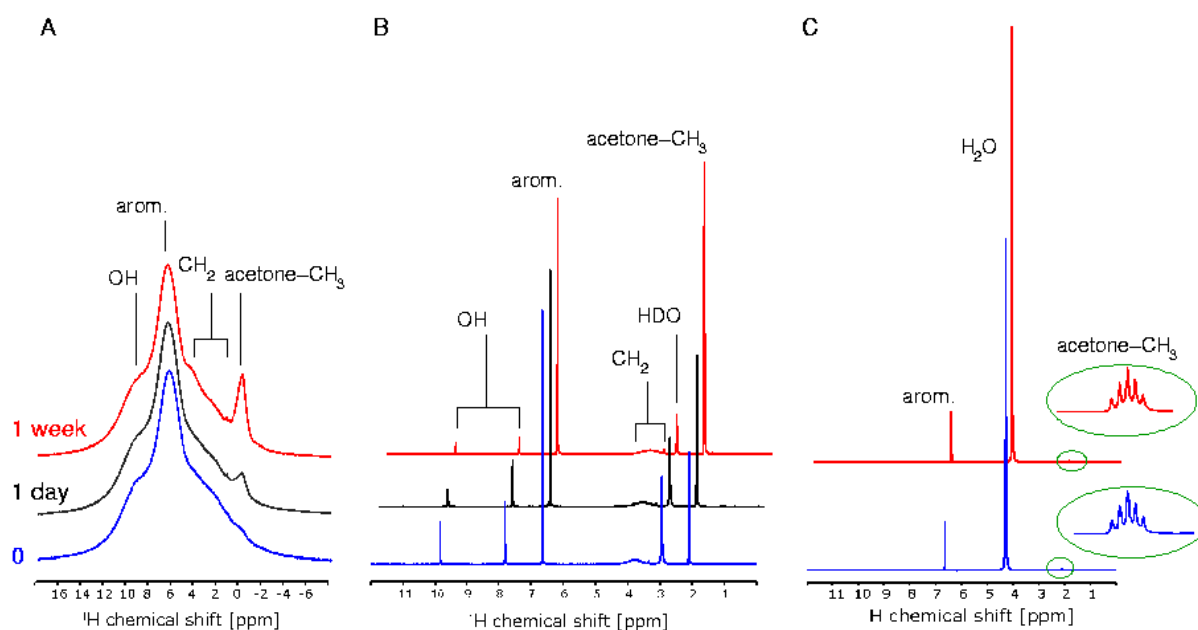 A
B
C
arom.
OH
CH2
acetone–CH3
1 week
1 day
0
16 14 12 10 8 6 4 2 0 -2 -4 -6
¹H chemical shift [ppm]
acetone–CH3
arom.
OH
HDO
CH2
11 10 9 8 7 6 5 4 3 2 1
H chemical shift [ppm]
H2O
arom.
acetone–CH3
11 10 9 8 7 6 5 4 3 2 1
H chemical shift [ppm]